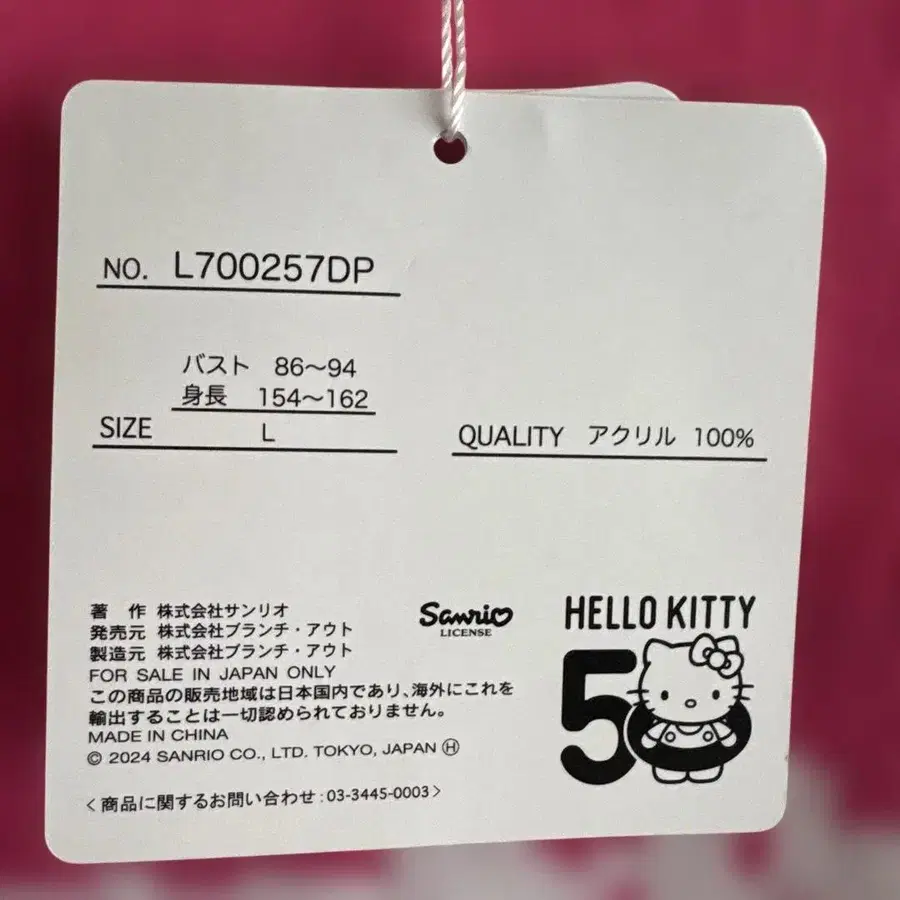 NO. L700257DP
バスト 86〜94
身長 154〜162
SIZE L
QUALITY アクリル 100%
著 作 株式会社サンリオ
発売元 株式会社ブランチ・アウト
製造元 株式会社ブランチ・アウト
FOR SALE IN JAPAN ONLY
この商品の販売地域は日本国内であり、海外にこれを
輸出することは一切認められておりません。
MADE IN CHINA
© 2024 SANRIO CO., LTD. TOKYO, JAPAN Ⓗ
〈商品に関するお問い合わせ:03-3445-0003〉
Sanrio
LICENSE
HELLO KITTY
50